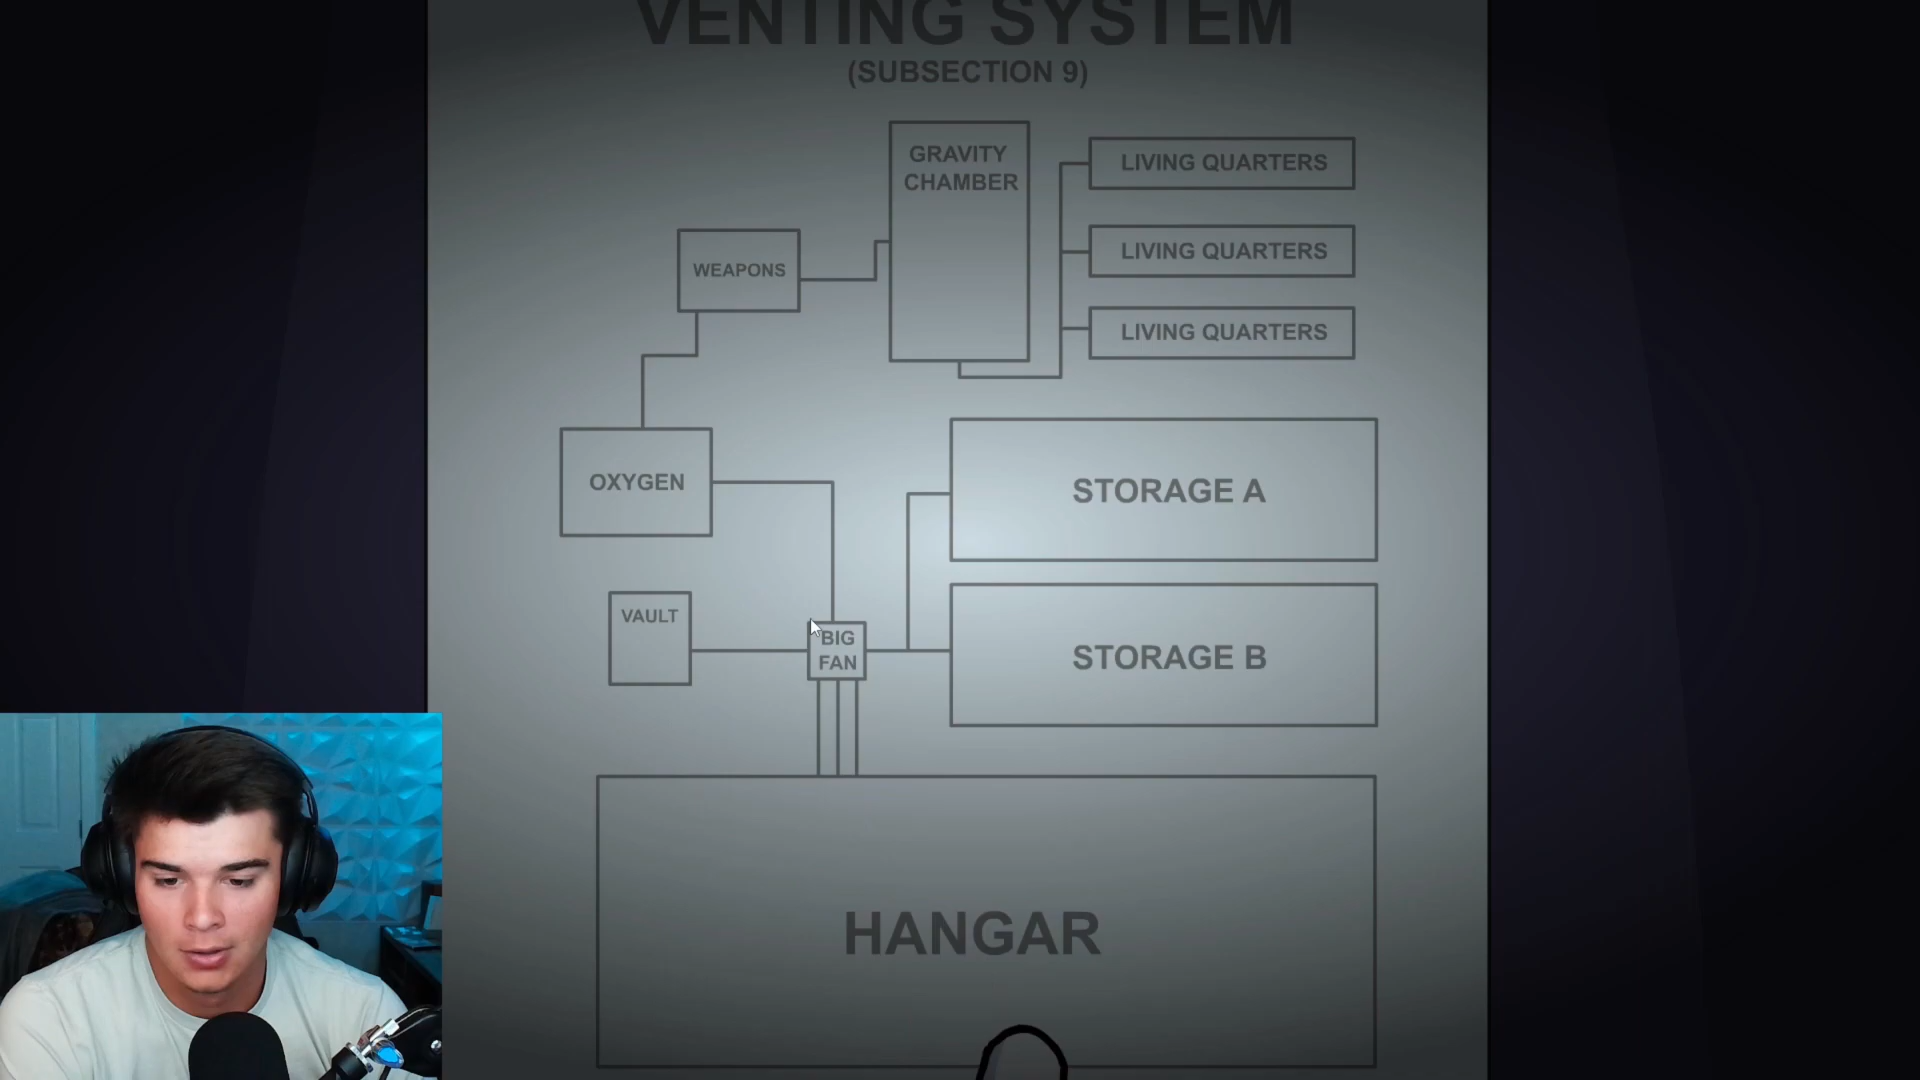 VENTING SYSTEM
(SUBSECTION 9)
GRAVITY
CHAMBER
LIVING QUARTERS
WEAPONS
LIVING QUARTERS
LIVING QUARTERS
OXYGEN
STORAGE A
VAULT
BIG
FAN
STORAGE B
HANGAR